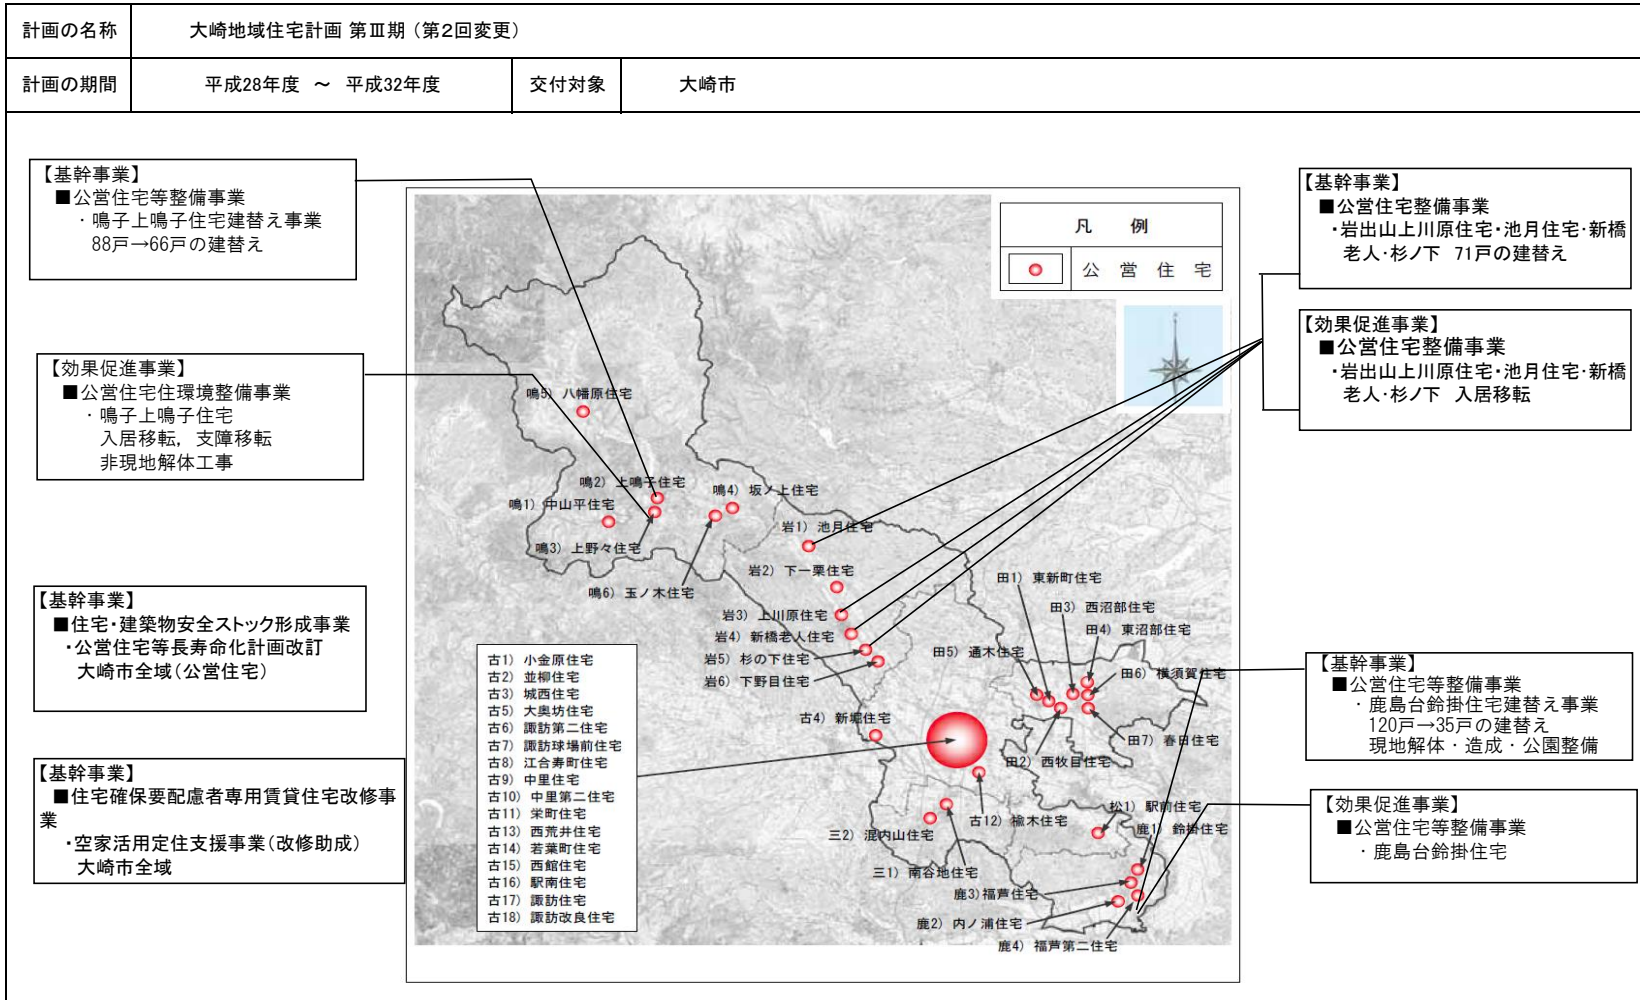 計画の名称
大崎地域住宅計画 第Ⅲ期（第2回変更）
計画の期間
平成28年度 ～ 平成32年度
交付対象
大崎市
【基幹事業】
■公営住宅等整備事業
・鳴子上鳴子住宅建替え事業
88戸→66戸の建替え
【効果促進事業】
■公営住宅住環境整備事業
・鳴子上鳴子住宅
入居移転，支障移転
非現地解体工事
【基幹事業】
■住宅・建築物安全ストック形成事業
・公営住宅等長寿命化計画改訂
大崎市全域（公営住宅）
【基幹事業】
■住宅確保要配慮者専用賃貸住宅改修事
業
・空家活用定住支援事業（改修助成）
大崎市全域
凡 例
公 営 住 宅
鳴5） 八幡原住宅
鳴2） 上鳴子住宅
鳴4） 坂ノ上住宅
鳴1） 中山平住宅
鳴3） 上野々住宅
鳴6） 玉ノ木住宅
岩1） 池月住宅
岩2） 下一栗住宅
岩3） 上川原住宅
岩4） 新橋老人住宅
岩5） 杉の下住宅
岩6） 下野目住宅
田1） 東新町住宅
田3） 西沼部住宅
田4） 東沼部住宅
田5） 通木住宅
田6） 横須賀住宅
田7） 春日住宅
田2） 西牧目住宅
古4） 新堀住宅
古12） 楡木住宅
三2） 混内山住宅
三1） 南谷地住宅
松1） 駅前住宅
鹿1） 鈴掛住宅
鹿3）福芦住宅
鹿2） 内ノ浦住宅
鹿4） 福芦第二住宅
古1） 小金原住宅
古2） 並柳住宅
古3） 城西住宅
古5） 大奥坊住宅
古6） 諏訪第二住宅
古7） 諏訪球場前住宅
古8） 江合寿町住宅
古9） 中里住宅
古10） 中里第二住宅
古11） 栄町住宅
古13） 西荒井住宅
古14） 若葉町住宅
古15） 西館住宅
古16） 駅南住宅
古17） 諏訪住宅
古18） 諏訪改良住宅
【基幹事業】
■公営住宅整備事業
・岩出山上川原住宅・池月住宅・新橋
老人・杉ノ下 71戸の建替え
【効果促進事業】
■公営住宅整備事業
・岩出山上川原住宅・池月住宅・新橋
老人・杉ノ下 入居移転
【基幹事業】
■公営住宅等整備事業
・鹿島台鈴掛住宅建替え事業
120戸→35戸の建替え
現地解体・造成・公園整備
【効果促進事業】
■公営住宅等整備事業
・鹿島台鈴掛住宅